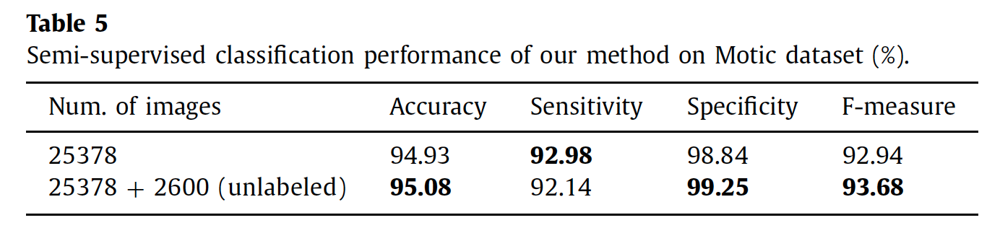 Table 5
Semi-supervised classification performance of our method on Motic dataset (%).
Num. of images Accuracy Sensitivity Specificity F-measure
25378 94.93 92.98 98.84 92.94
25378 + 2600 (unlabeled) 95.08 92.14 99.25 93.68